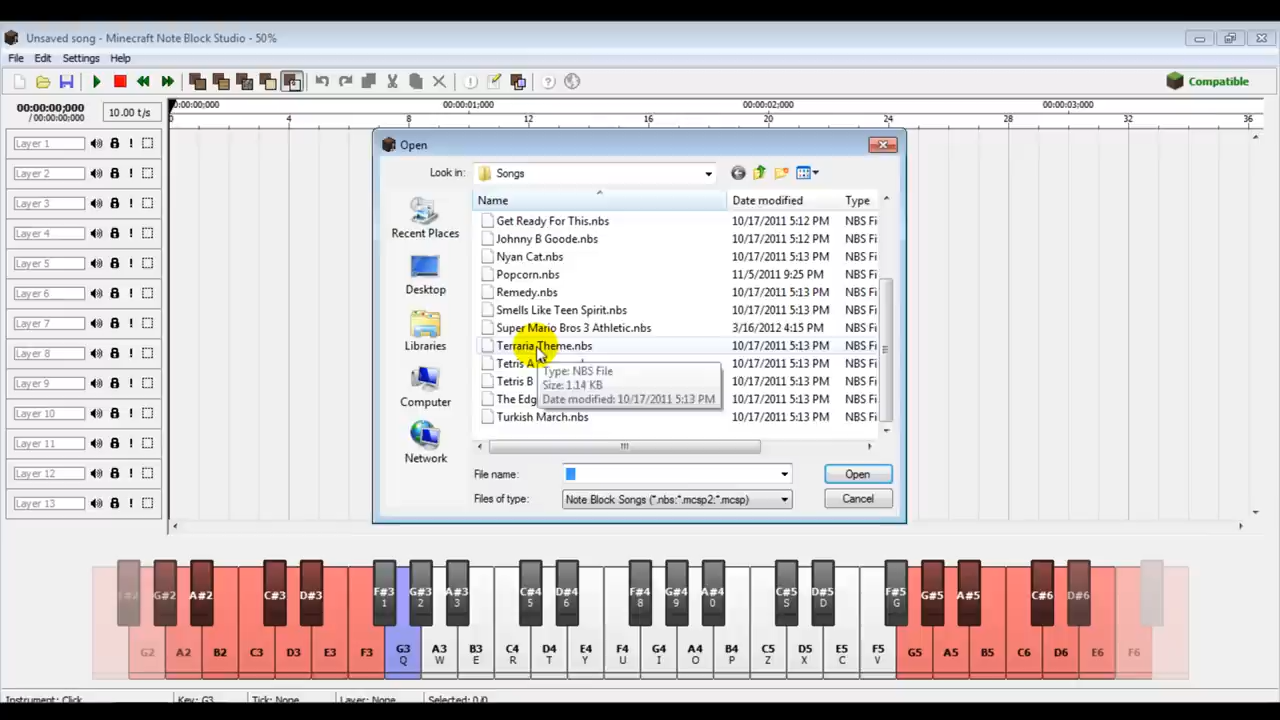 Unsaved song - Minecraft Note Block Studio - 50%
File Edit Settings Help
Compatible
00:00:00;000
/ 00:00:00;000
10.00 t/s
0:00:00;000 00:00:01;000 00:00:02;000 00:00:03;000
4 8 12 16 20 24 28 32 36
Layer 1
Layer 2
Layer 3
Layer 4
Layer 5
Layer 6
Layer 7
Layer 8
Layer 9
Layer 10
Layer 11
Layer 12
Layer 13
Open
Look in: Songs
Recent Places
Desktop
Libraries
Computer
Network
Name Date modified Type
Get Ready For This.nbs 10/17/2011 5:12 PM NBS Fi
Johnny B Goode.nbs 10/17/2011 5:12 PM NBS Fi
Nyan Cat.nbs 10/17/2011 5:13 PM NBS Fi
Popcorn.nbs 11/5/2011 9:25 PM NBS Fi
Remedy.nbs 10/17/2011 5:13 PM NBS Fi
Smells Like Teen Spirit.nbs 10/17/2011 5:13 PM NBS Fi
Super Mario Bros 3 Athletic.nbs 3/16/2012 4:15 PM NBS Fi
Terraria Theme.nbs 10/17/2011 5:13 PM NBS Fi
Tetris A 10/17/2011 5:13 PM NBS Fi
Tetris B 10/17/2011 5:13 PM NBS Fi
The Edg 10/17/2011 5:13 PM NBS Fi
Turkish March.nbs 10/17/2011 5:13 PM NBS Fi
Type: NBS File
Size: 1.14 KB
Date modified: 10/17/2011 5:13 PM
File name: Open
Files of type: Note Block Songs (*.nbs;*.mcsp2;*.mcsp) Cancel
F#2 G#2 A#2 C#3 D#3 F#3 G#3 A#3 C#4 D#4 F#4 G#4 A#4 C#5 D#5 F#5 G#5 A#5 C#6 D#6
1 2 3 5 6 8 9 0 S D G
G2 A2 B2 C3 D3 E3 F3 G3 A3 B3 C4 D4 E4 F4 G4 A4 B4 C5 D5 E5 F5 G5 A5 B5 C6 D6 E6 F6
Q W E R T Y U I O P Z X C V
Instrument: Click Key: G3 Tick: None Layer: None Selected: 0/0